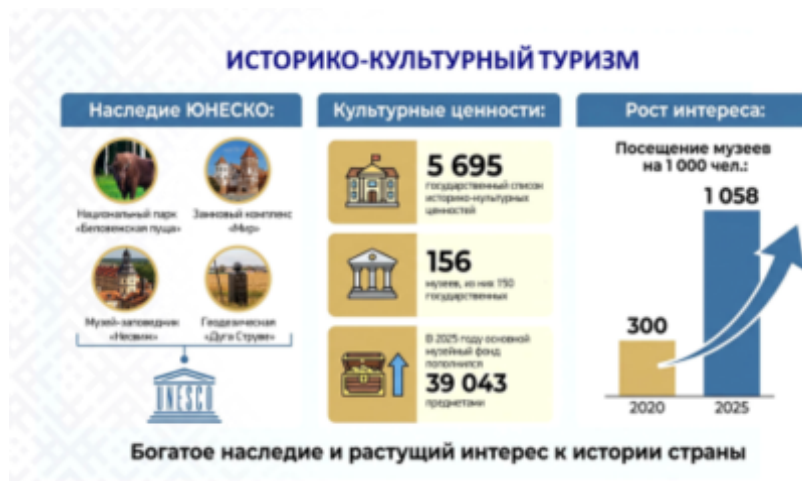 ИСТОРИКО-КУЛЬТУРНЫЙ ТУРИЗМ
Наследие ЮНЕСКО:
Национальный парк
«Беловежская пуща»
Замковый комплекс
«Мир»
Музей-заповедник
«Несвиж»
Геодезическая
«Дуга Струве»
UNESCO
Культурные ценности:
5 695
государственный список
историко-культурных
ценностей
156
музеев, из них 150
государственных
В 2025 году основной
музейный фонд
пополнился
39 043
предметами
Рост интереса:
Посещение музеев
на 1 000 чел.:
1 058
300
2020
2025
Богатое наследие и растущий интерес к истории страны